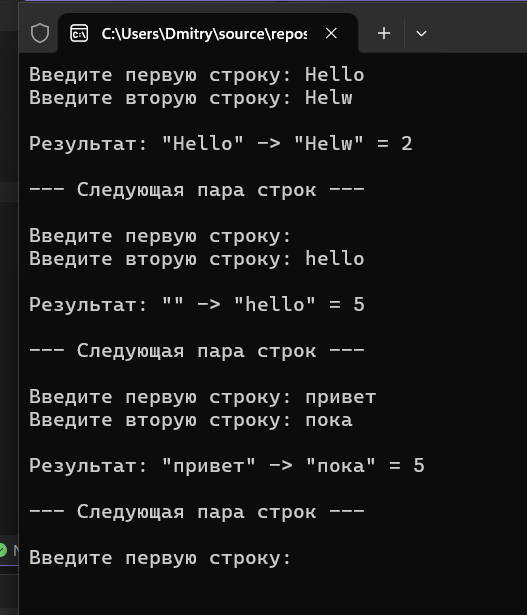 C:\Users\Dmitry\source\repos
Введите первую строку: Hello
Введите вторую строку: Helw
Результат: "Hello" -> "Helw" = 2
--- Следующая пара строк ---
Введите первую строку:
Введите вторую строку: hello
Результат: "" -> "hello" = 5
--- Следующая пара строк ---
Введите первую строку: привет
Введите вторую строку: пока
Результат: "привет" -> "пока" = 5
--- Следующая пара строк ---
Введите первую строку: